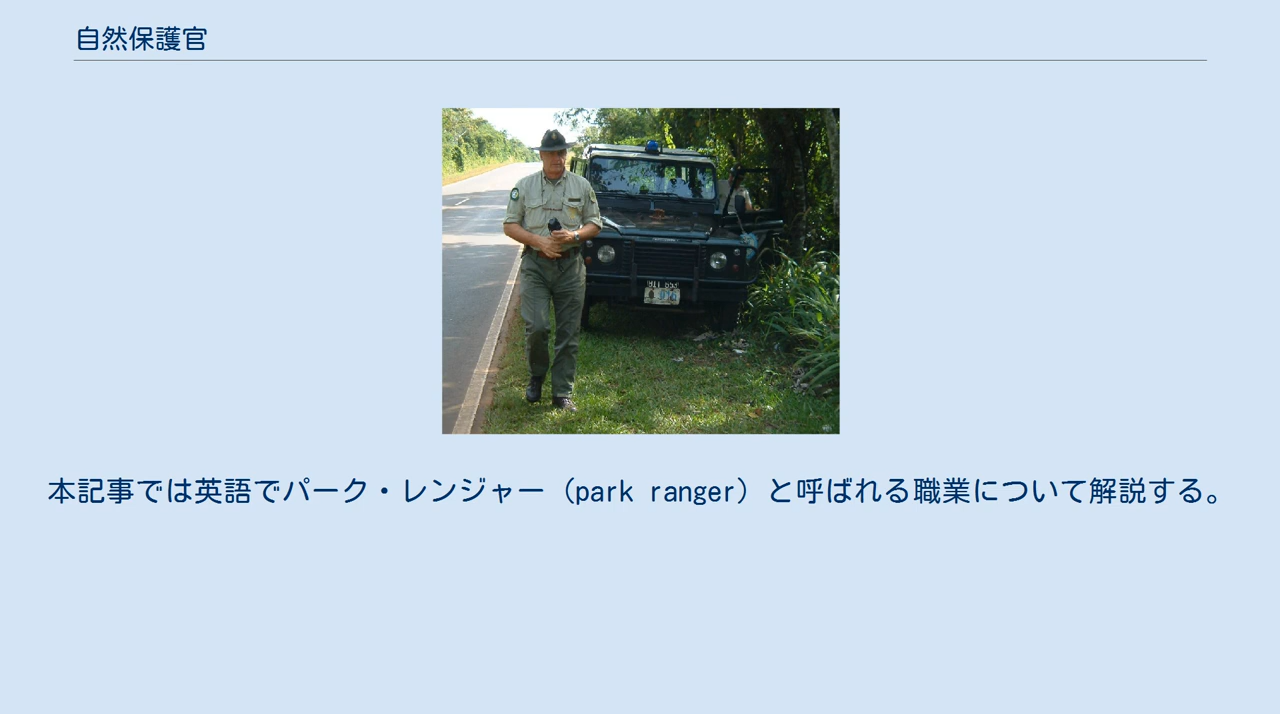 自然保護官
本記事では英語でパーク・レンジャー（park ranger）と呼ばれる職業について解説する。